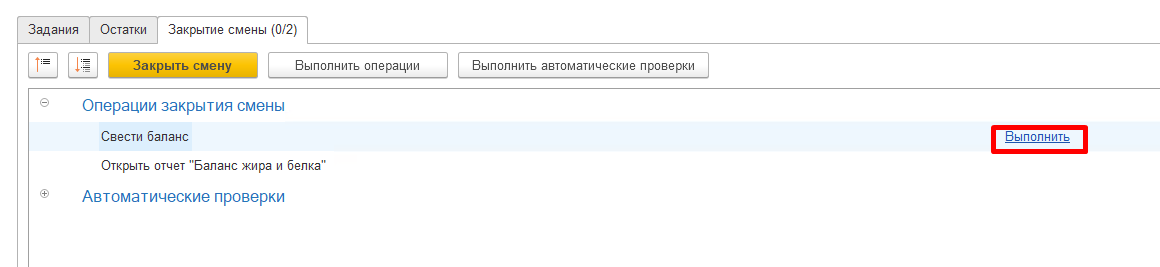 Задания Остатки Закрытие смены (0/2)
Закрыть смену Выполнить операции Выполнить автоматические проверки
Операции закрытия смены
Свести баланс Выполнить
Открыть отчет "Баланс жира и белка"
Автоматические проверки